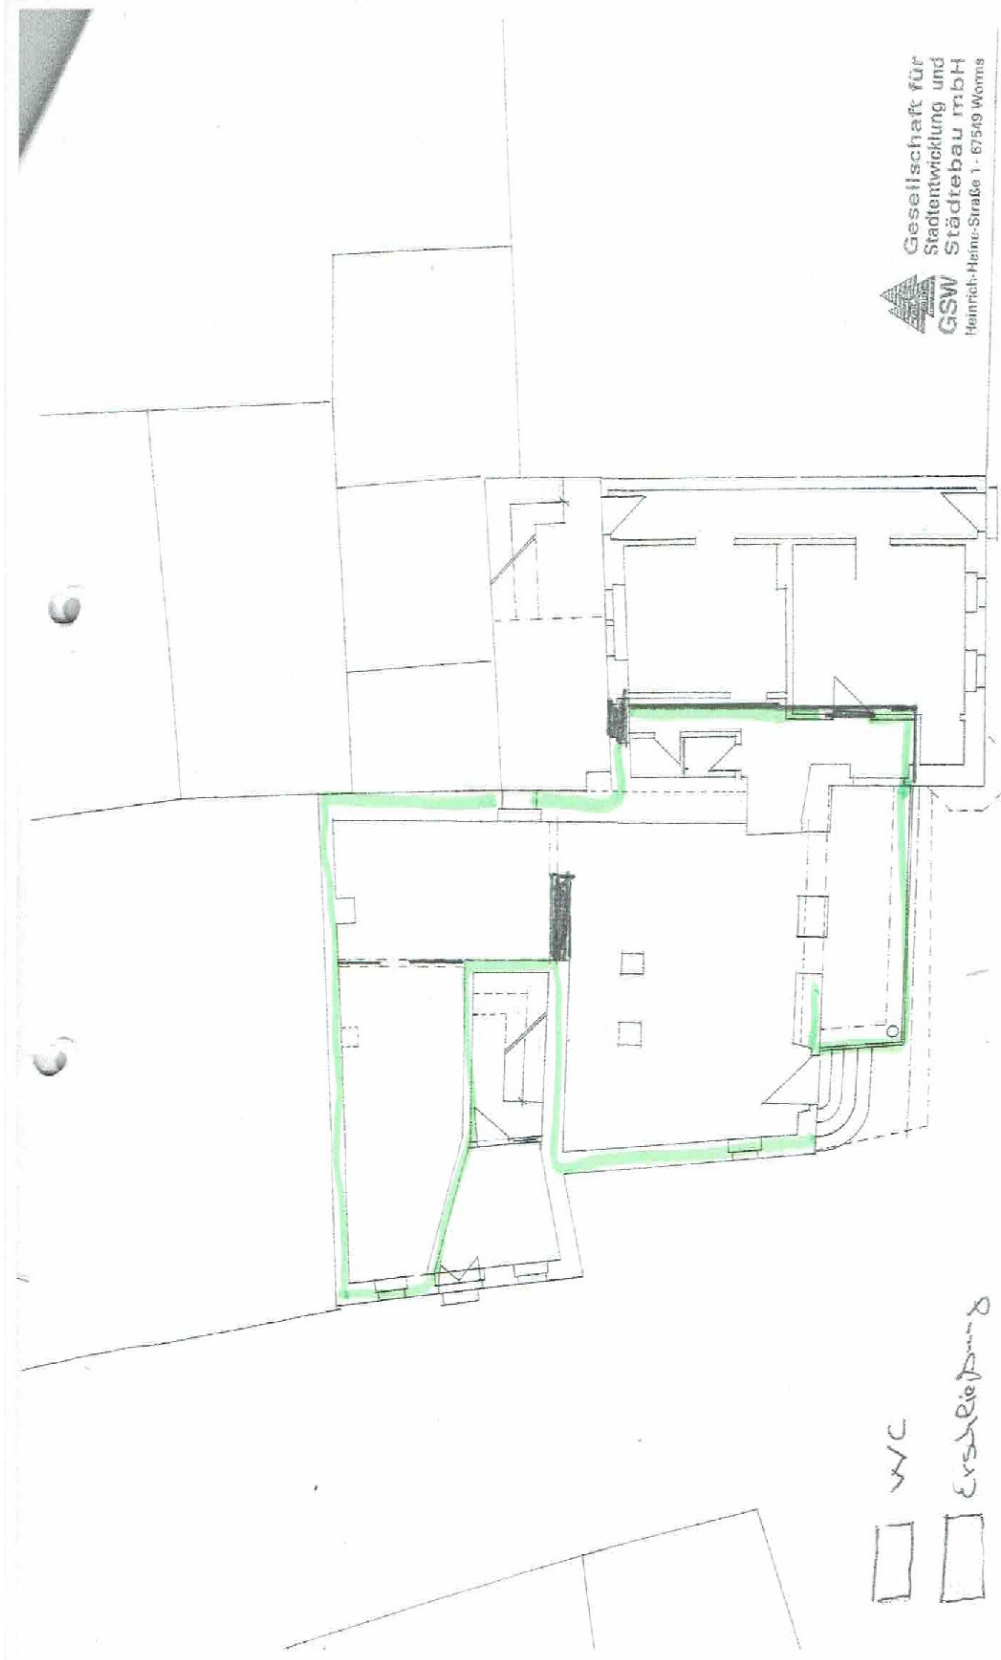 Gesellschaft für
Stadtentwicklung und
GSW Städtebau mbH
Heinrich-Heine-Straße 1 - 67549 Worms
WC
Erschließung